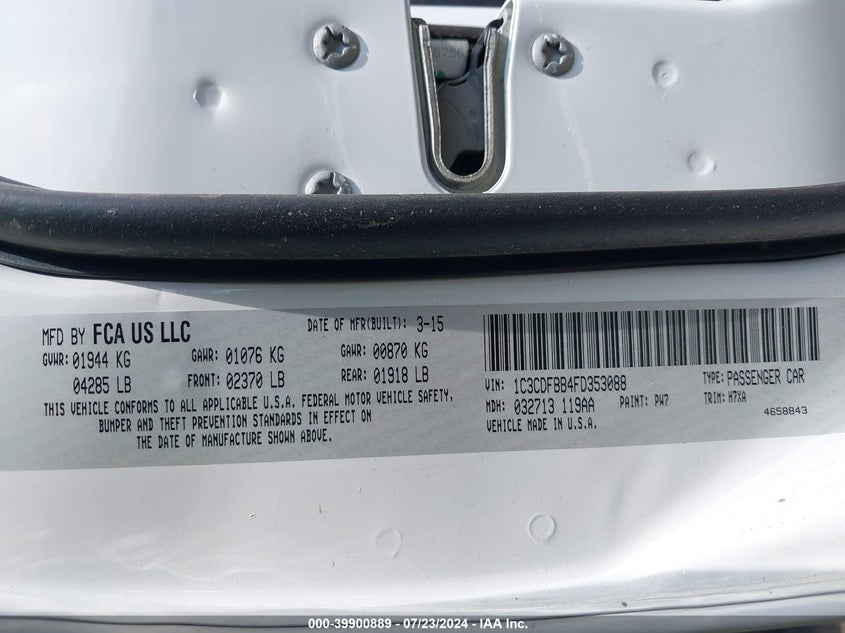 MFD BY FCA US LLC
DATE OF MFR(BUILT): 3-15
GVWR: 01944 KG
GAWR: 01076 KG
GAWR: 00870 KG
04285 LB
FRONT: 02370 LB
REAR: 01918 LB
THIS VEHICLE CONFORMS TO ALL APPLICABLE U.S.A. FEDERAL MOTOR VEHICLE SAFETY,
BUMPER AND THEFT PREVENTION STANDARDS IN EFFECT ON
THE DATE OF MANUFACTURE SHOWN ABOVE.
VIN: 1C3CDFBB4FD353088
TYPE: PASSENGER CAR
MDH: 032713 119AA
PAINT: PW7
TRIM: H7XA
VEHICLE MADE IN U.S.A.
4658843
000-39900889 - 07/23/2024 - IAA Inc.